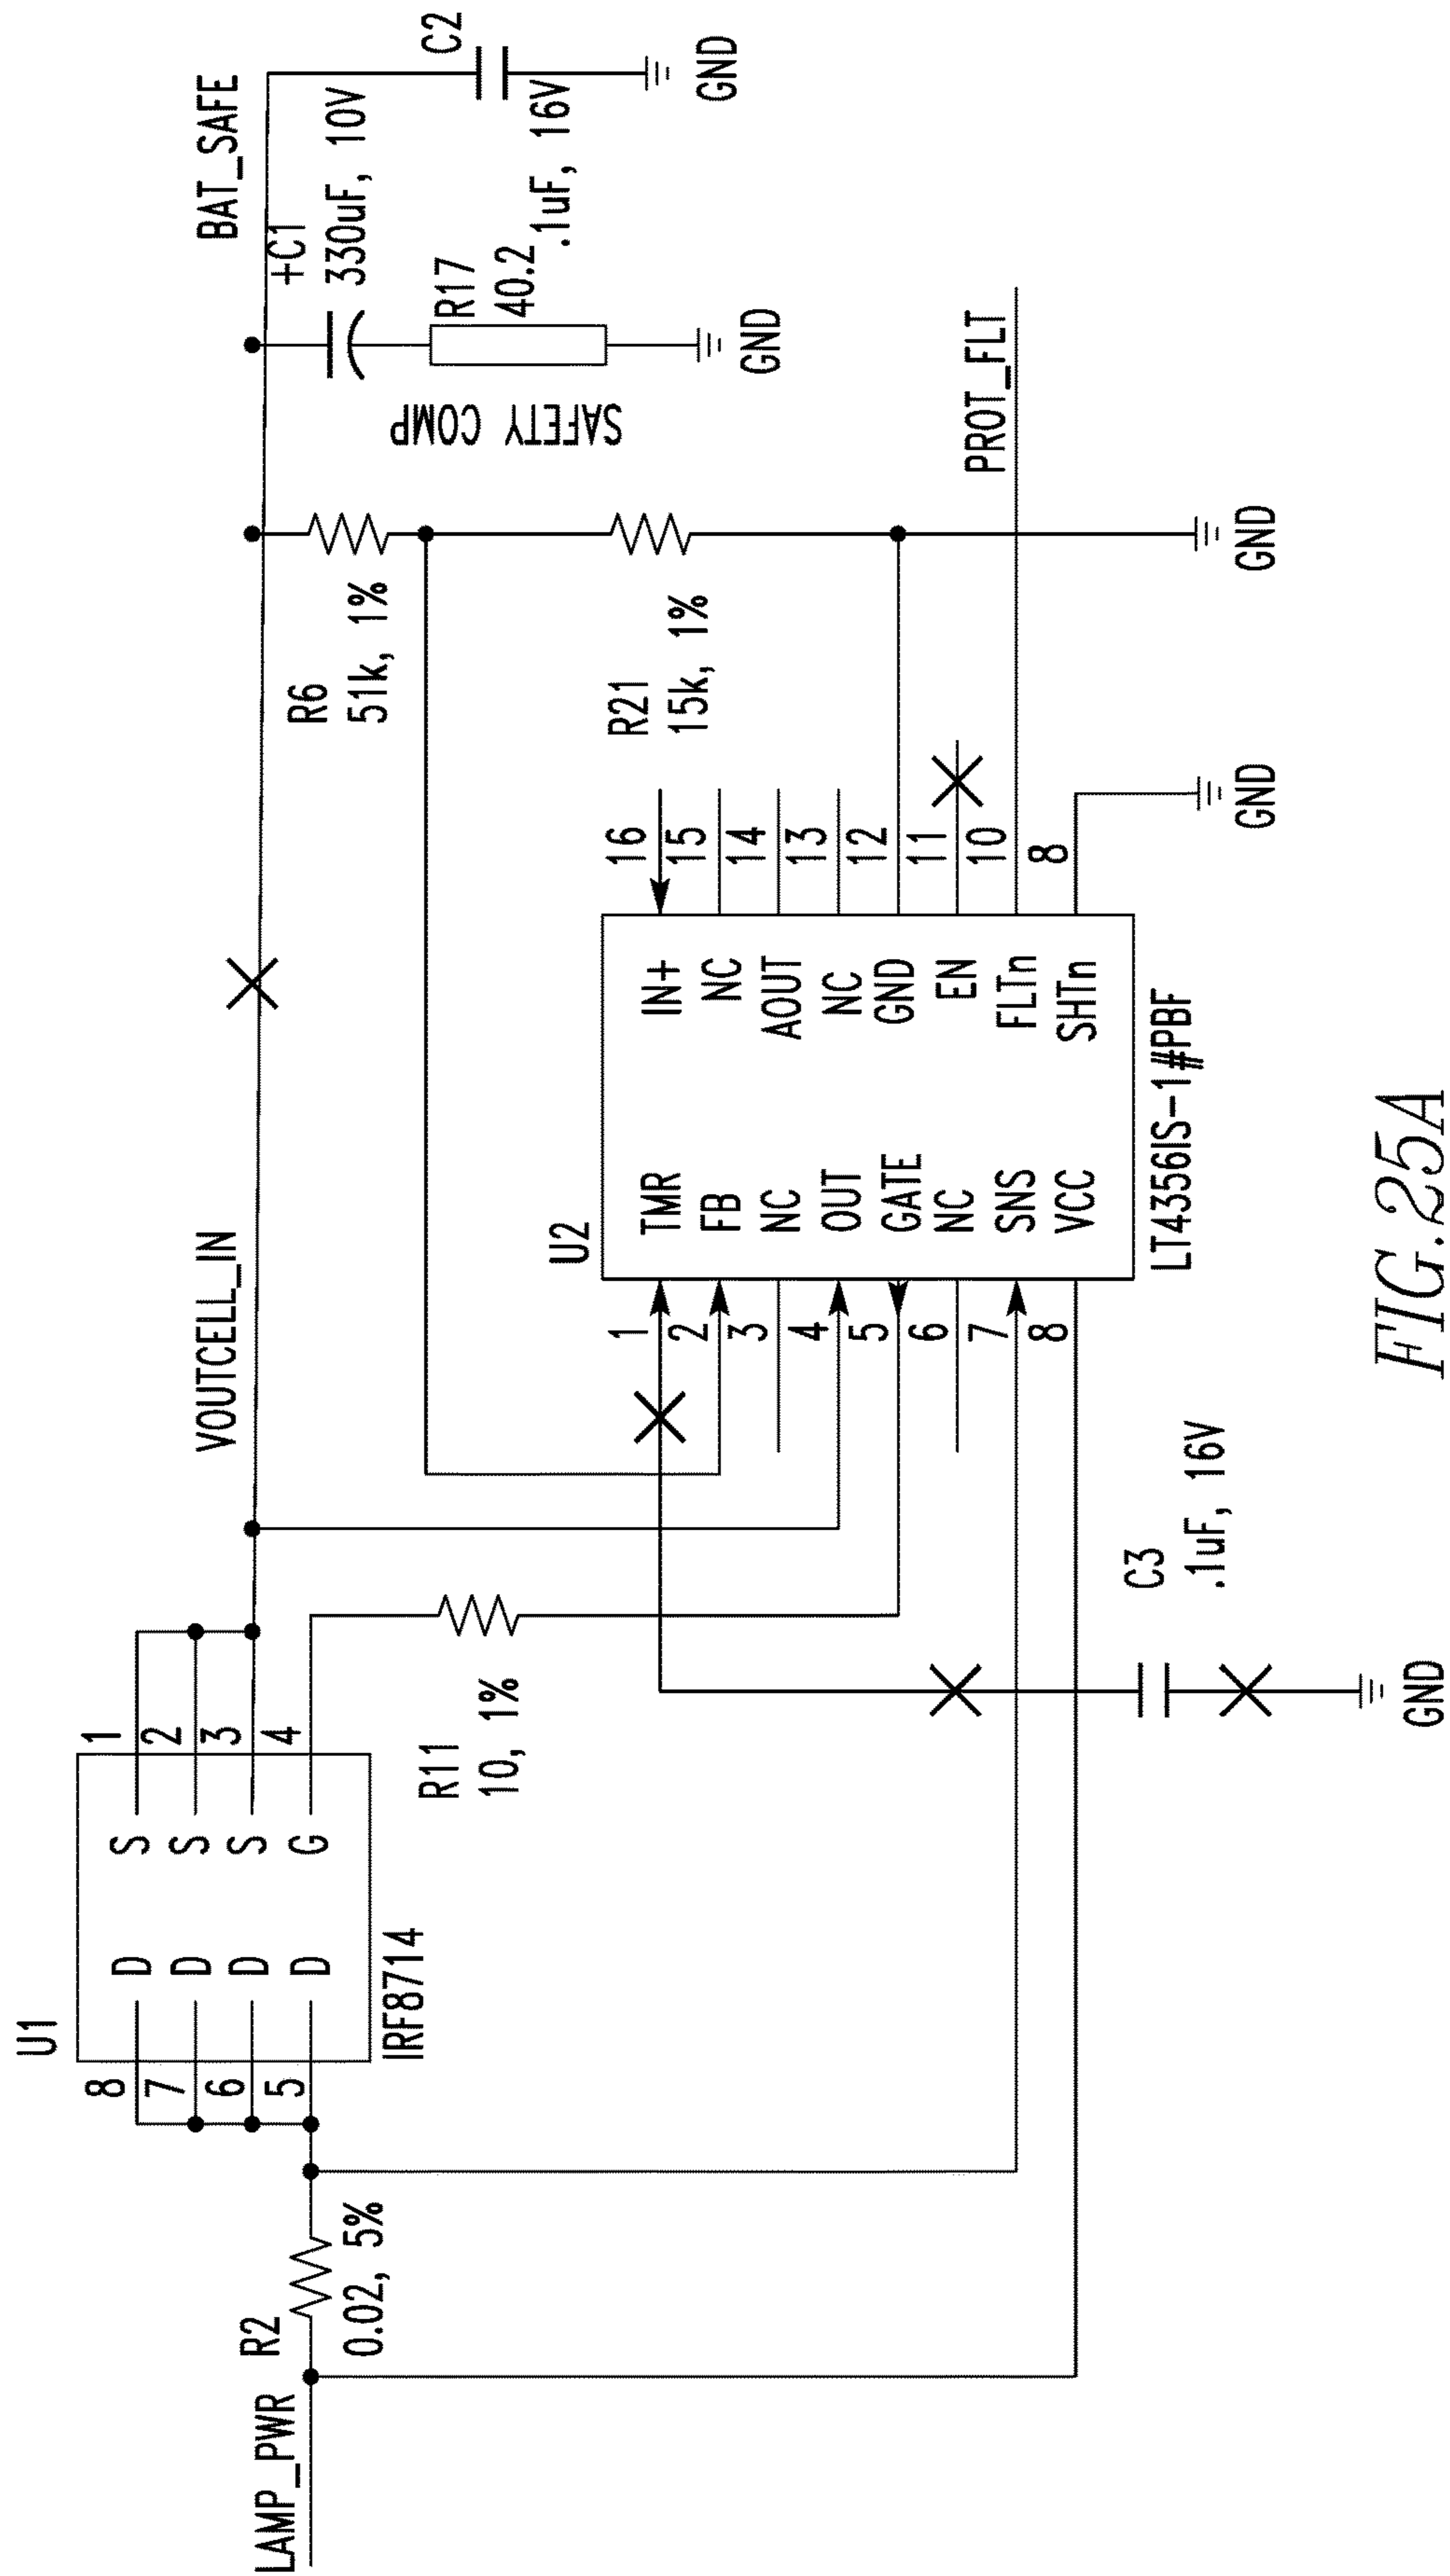 U1
8
7
6
5
D
D
D
D
S
S
S
G
1
2
3
4
IRF8714
LAMP_PWR
R2
0.02, 5%
R11
10, 1%
VOUTCELL_IN
BAT_SAFE
+C1
330uF, 10V
R17
40.2
SAFETY COMP
GND
C2
.1uF, 16V
GND
R6
51k, 1%
R21
15k, 1%
GND
PROT_FLT
U2
1
2
3
4
5
6
7
8
TMR
FB
NC
OUT
GATE
NC
SNS
VCC
IN+
NC
AOUT
NC
GND
EN
FLTn
SHTn
16
15
14
13
12
11
10
8
LT4356IS-1#PBF
GND
C3
.1uF, 16V
GND
FIG.25A